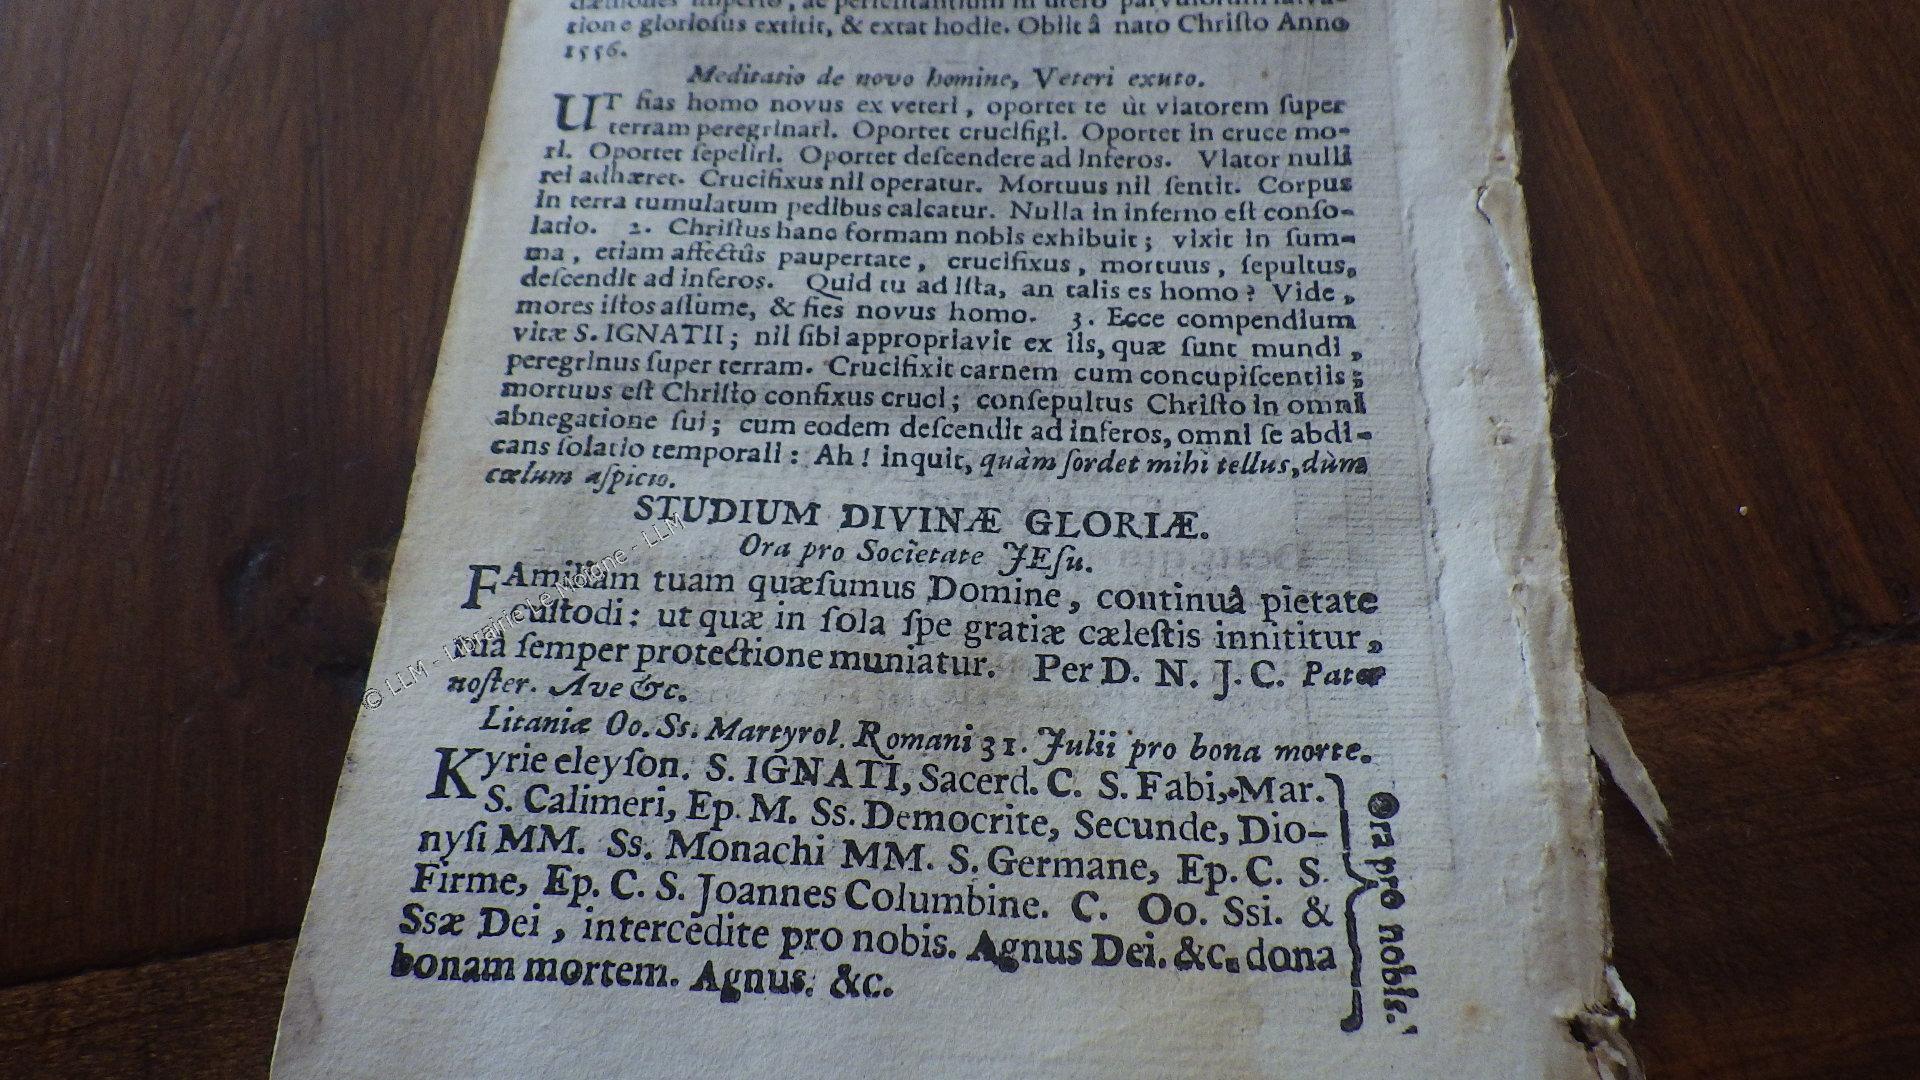 dæmones imperio, ac periclitantium in utero parvulorum salva-
tione gloriosus extitit, & extat hodie. Obiit â nato Christo Anno
1556.
Meditatio de novo homine, Veteri exuto.
UT fias homo novus ex veteri, oportet te ùt viatorem ſuper
terram peregrinari. Oportet crucifigi. Oportet in cruce mo-
ri. Oportet ſepeliri. Oportet deſcendere ad inferos. Viator nulli
rei adhæret. Crucifixus nil operatur. Mortuus nil ſentit. Corpus
in terra tumulatum pedibus calcatur. Nulla in inferno eſt conſo-
latio. 2. Chriſtus hanc formam nobis exhibuit; vixit in ſum-
ma, etiam affectûs paupertate, crucifixus, mortuus, ſepultus,
deſcendit ad inferos. Quid tu ad iſta, an talis es homo? Vide,
mores iſtos aſſume, & fies novus homo. 3. Ecce compendium
vitæ S. IGNATII; nil ſibi appropriavit ex iis, quæ ſunt mundi,
peregrinus ſuper terram. Crucifixit carnem cum concupiſcentiis;
mortuus eſt Chriſto confixus cruci; conſepultus Chriſto in omni
abnegatione ſui; cum eodem deſcendit ad inferos, omni ſe abdi-
cans ſolatio temporali: Ah! inquit, quàm ſordet mihi tellus, dùm
cœlum aſpicio.
STUDIUM DIVINÆ GLORIÆ.
Ora pro Societate JEſu.
FAmiliam tuam quæſumus Domine, continuâ pietate
cuſtodi: ut quæ in ſola ſpe gratiæ cæleſtis innititur,
tuâ ſemper protectione muniatur. Per D. N. J. C. Pater
noſter. Ave &c.
Litaniæ Oo. Ss. Martyrol. Romani 31. Julii pro bona morte.
Kyrie eleyſon. S. IGNATI, Sacerd. C. S. Fabi, Mar.
S. Calimeri, Ep. M. Ss. Democrite, Secunde, Dio-
nyſi MM. Ss. Monachi MM. S. Germane, Ep. C. S.
Firme, Ep. C. S. Joannes Columbine. C. Oo. Ssi. &
Ssæ Dei, intercedite pro nobis. Agnus Dei. &c. dona
bonam mortem. Agnus. &c.
Ora pro nobis.
© LLM - Librairie Le Moigne - LLM